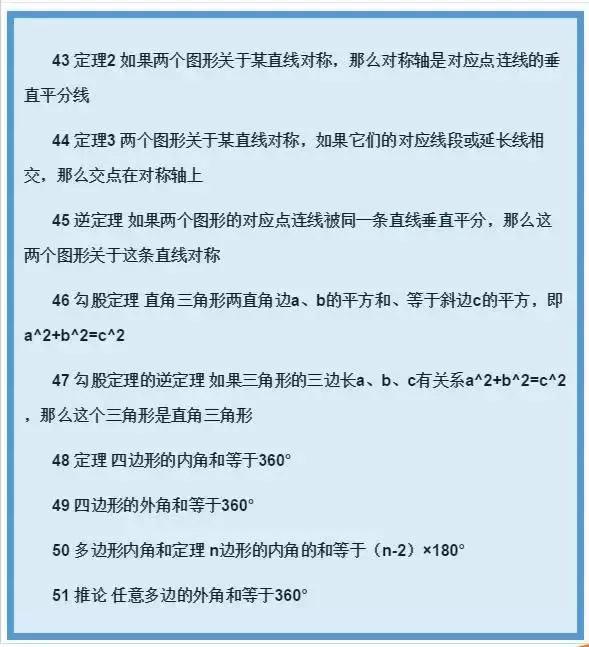 43 定理2 如果两个图形关于某直线对称，那么对称轴是对应点连线的垂
直平分线
44 定理3 两个图形关于某直线对称，如果它们的对应线段或延长线相
交，那么交点在对称轴上
45 逆定理 如果两个图形的对应点连线被同一条直线垂直平分，那么这
两个图形关于这条直线对称
46 勾股定理 直角三角形两直角边a、b的平方和、等于斜边c的平方，即
a^2+b^2=c^2
47 勾股定理的逆定理 如果三角形的三边长a、b、c有关系a^2+b^2=c^2
，那么这个三角形是直角三角形
48 定理 四边形的内角和等于360°
49 四边形的外角和等于360°
50 多边形内角和定理 n边形的内角的和等于（n-2）×180°
51 推论 任意多边的外角和等于360°